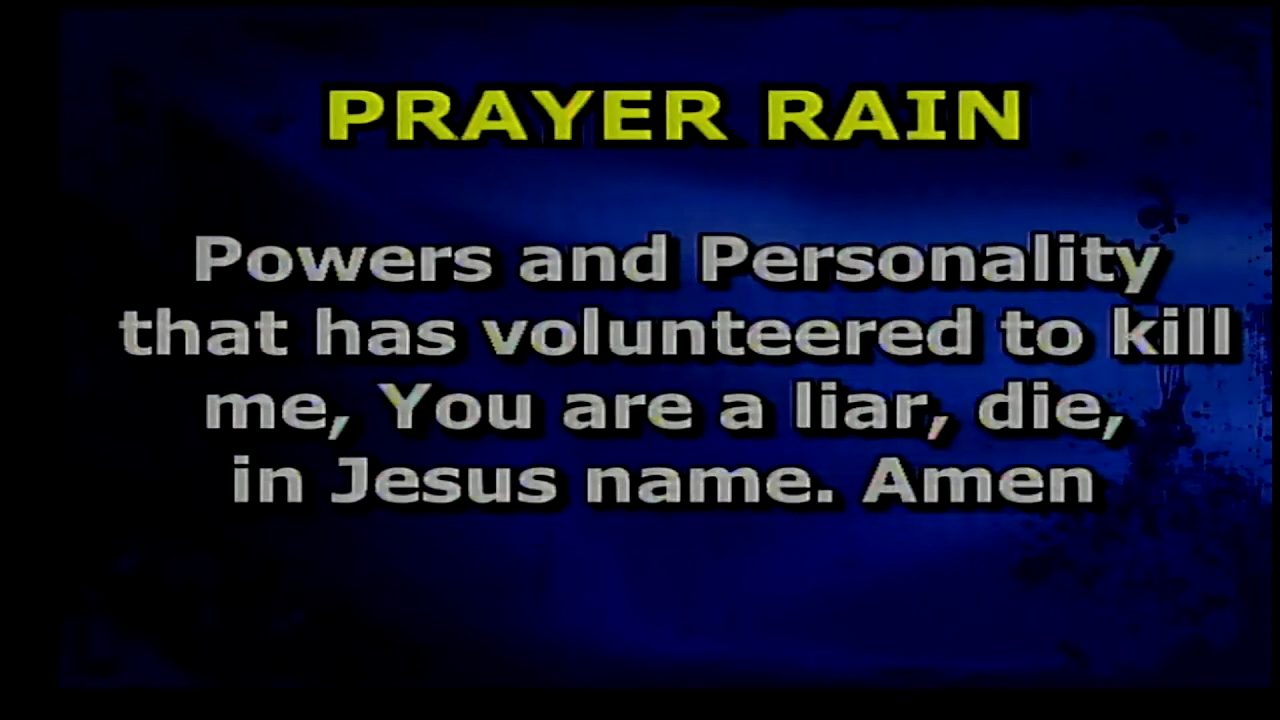 PRAYER RAIN
Powers and Personality
that has volunteered to kill
me, You are a liar, die,
in Jesus name. Amen